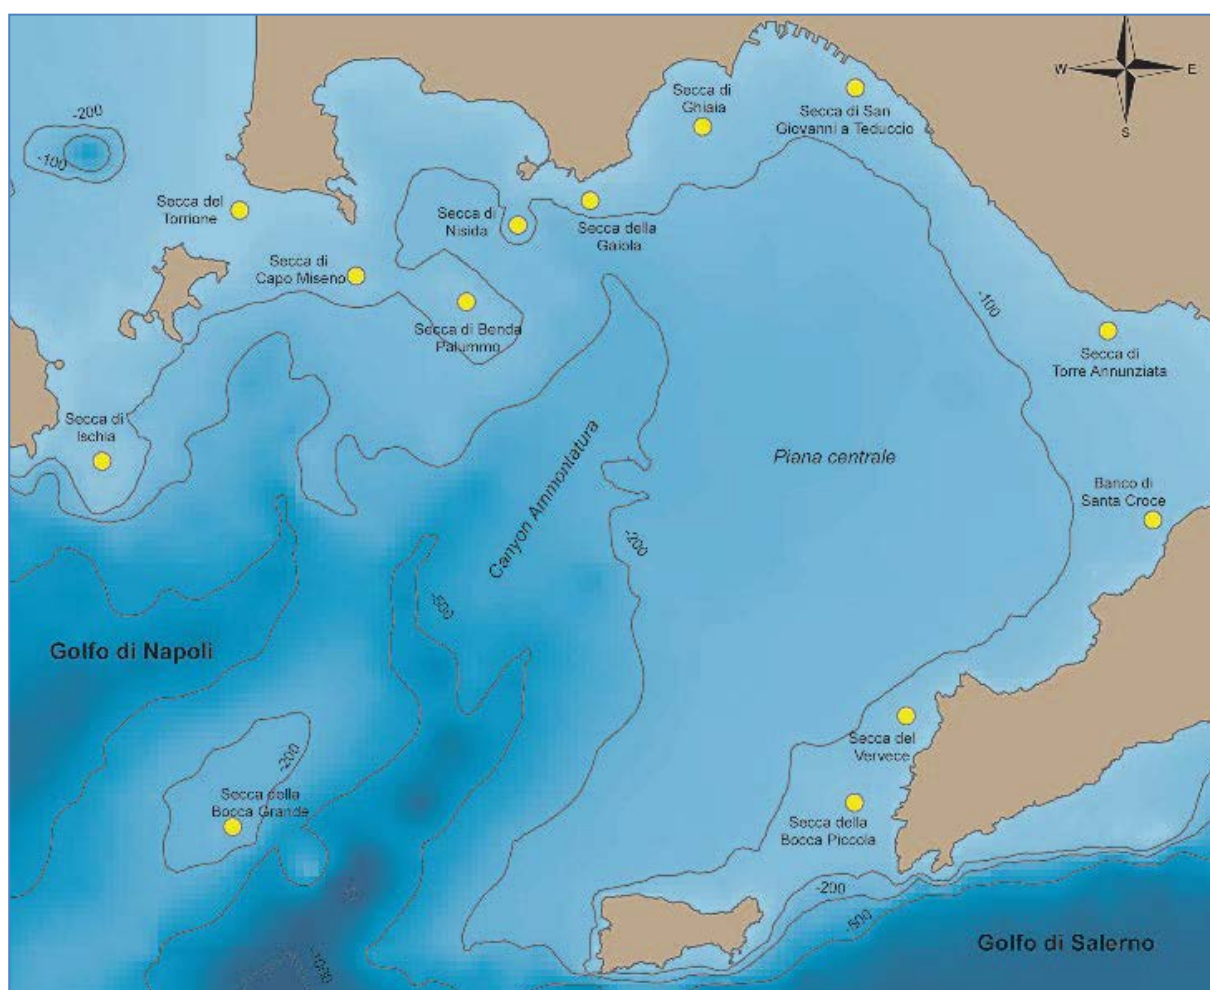 -200
-100
W
E
S
Secca di
Ghiaia
Secca di San
Giovanni a Teduccio
Secca del
Torrione
Secca di
Nisida
Secca della
Gaiola
Secca di
Capo Miseno
Secca di Benda
Palummo
-100
Secca di
Torre Annunziata
Secca di
Ischia
Canyon Ammontatura
Piana centrale
Banco di
Santa Croce
-200
-500
Golfo di Napoli
-200
Secca del
Vervece
Secca della
Bocca Grande
Secca della
Bocca Piccola
-200
-500
Golfo di Salerno
-1000